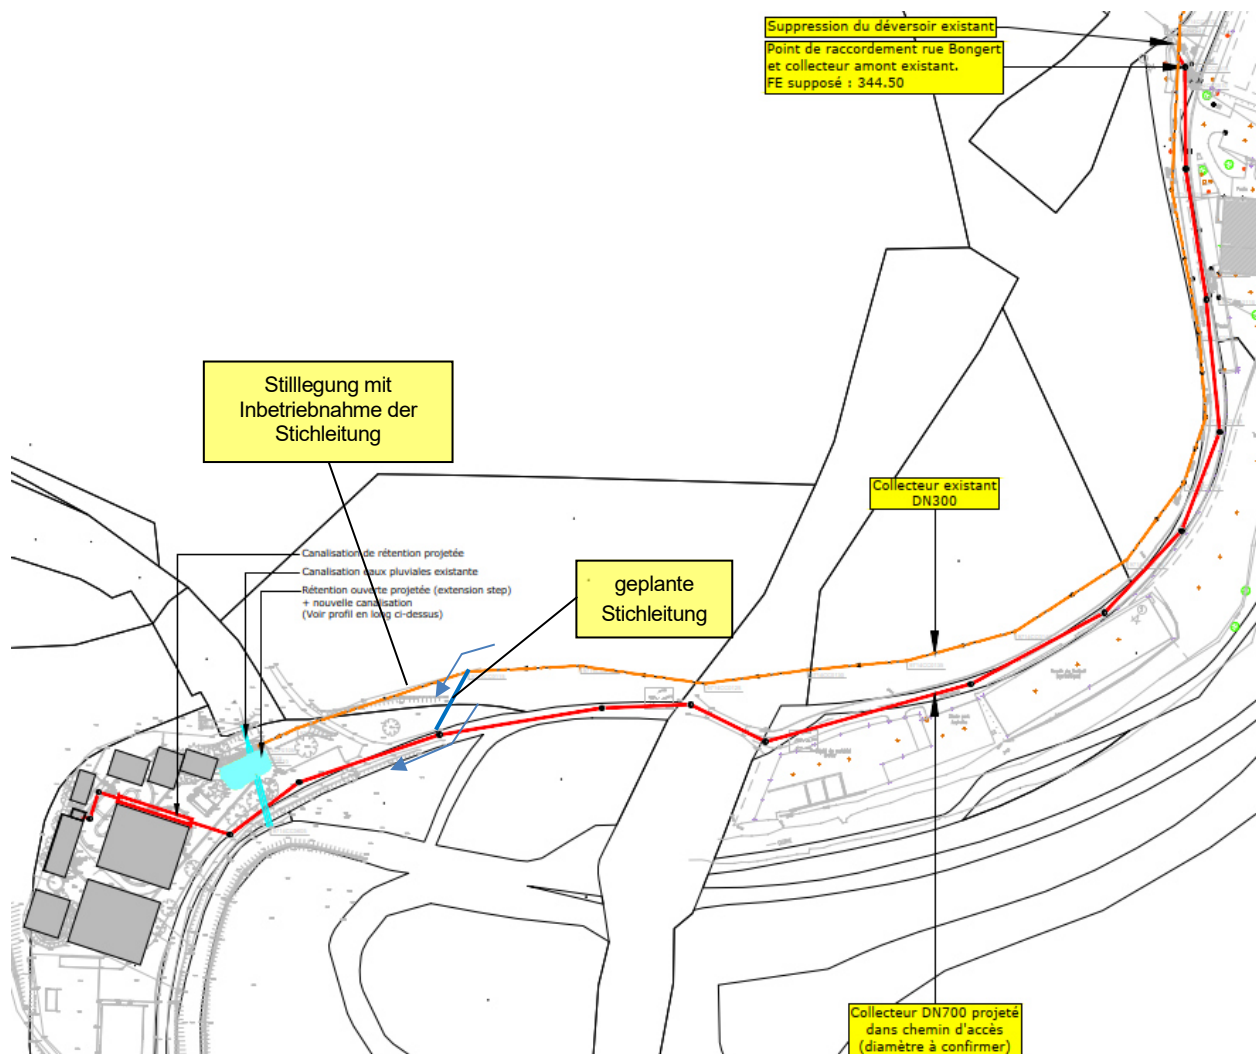 Suppression du déversoir existant
Point de raccordement rue Bongert
et collecteur amont existant.
FE supposé : 344.50
Stilllegung mit
Inbetriebnahme der
Stichleitung
Collecteur existant
DN300
Canalisation de rétention projetée
Canalisation eaux pluviales existante
Rétention ouverte projetée (extension step)
+ nouvelle canalisation
(Voir profil en long ci-dessus)
geplante
Stichleitung
Collecteur DN700 projeté
dans chemin d'accès
(diamètre à confirmer)